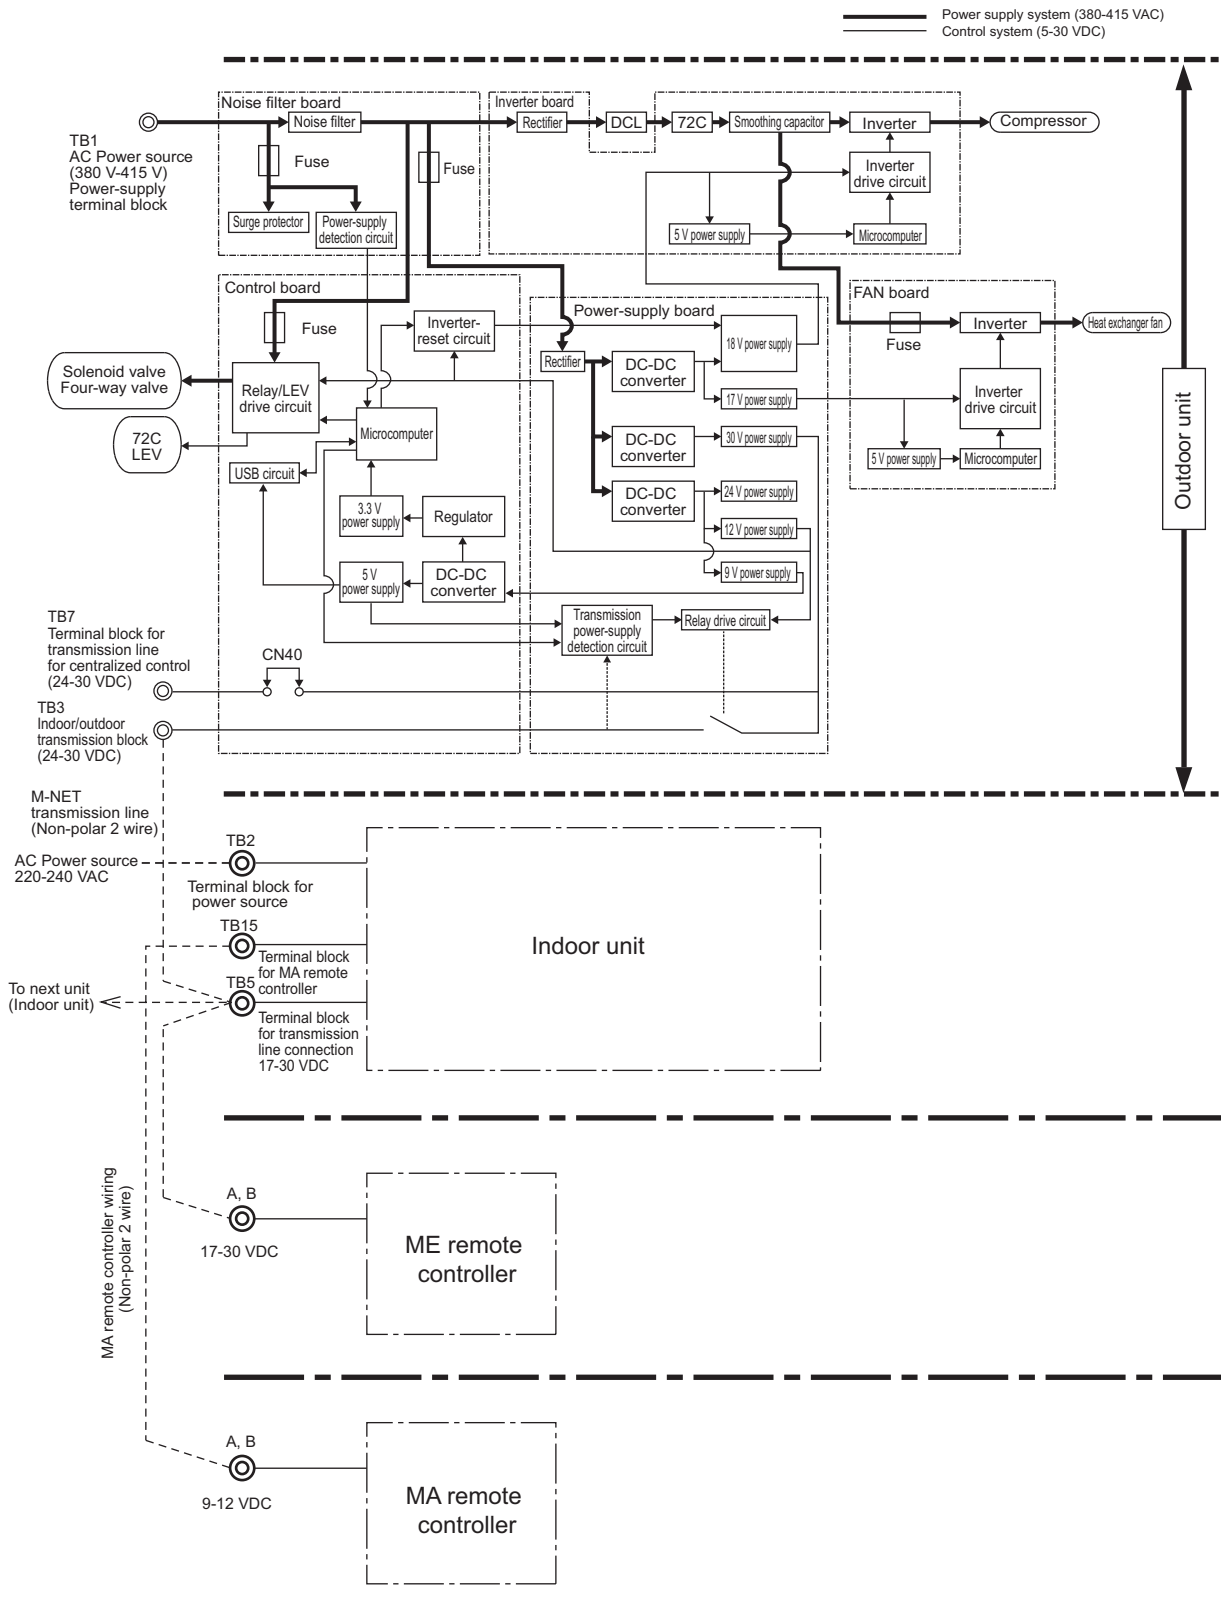 Power supply system (380-415 VAC)
Control system (5-30 VDC)
Noise filter board
Inverter board
Noise filter
Rectifier
DCL
72C
Smoothing capacitor
Inverter
Compressor
TB1
AC Power source
(380 V-415 V)
Power-supply
terminal block
Fuse
Fuse
Inverter
drive circuit
Surge protector
Power-supply
detection circuit
5 V power supply
Microcomputer
Control board
Power-supply board
FAN board
Fuse
Inverter-
reset circuit
18 V power supply
Fuse
Inverter
Heat exchanger fan
Rectifier
DC-DC
converter
Solenoid valve
Four-way valve
Relay/LEV
drive circuit
17 V power supply
Inverter
drive circuit
72C
LEV
Microcomputer
DC-DC
converter
30 V power supply
5 V power supply
Microcomputer
USB circuit
DC-DC
converter
24 V power supply
3.3 V
power supply
Regulator
12 V power supply
5 V
power supply
DC-DC
converter
9 V power supply
Outdoor unit
Transmission
power-supply
detection circuit
Relay drive circuit
TB7
Terminal block for
transmission line
for centralized control
(24-30 VDC)
CN40
TB3
Indoor/outdoor
transmission block
(24-30 VDC)
M-NET
transmission line
(Non-polar 2 wire)
TB2
AC Power source
220-240 VAC
Terminal block for
power source
TB15
Terminal block
for MA remote
controller
Indoor unit
To next unit
(Indoor unit)
TB5
Terminal block
for transmission
line connection
17-30 VDC
MA remote controller wiring
(Non-polar 2 wire)
A, B
17-30 VDC
ME remote
controller
A, B
9-12 VDC
MA remote
controller